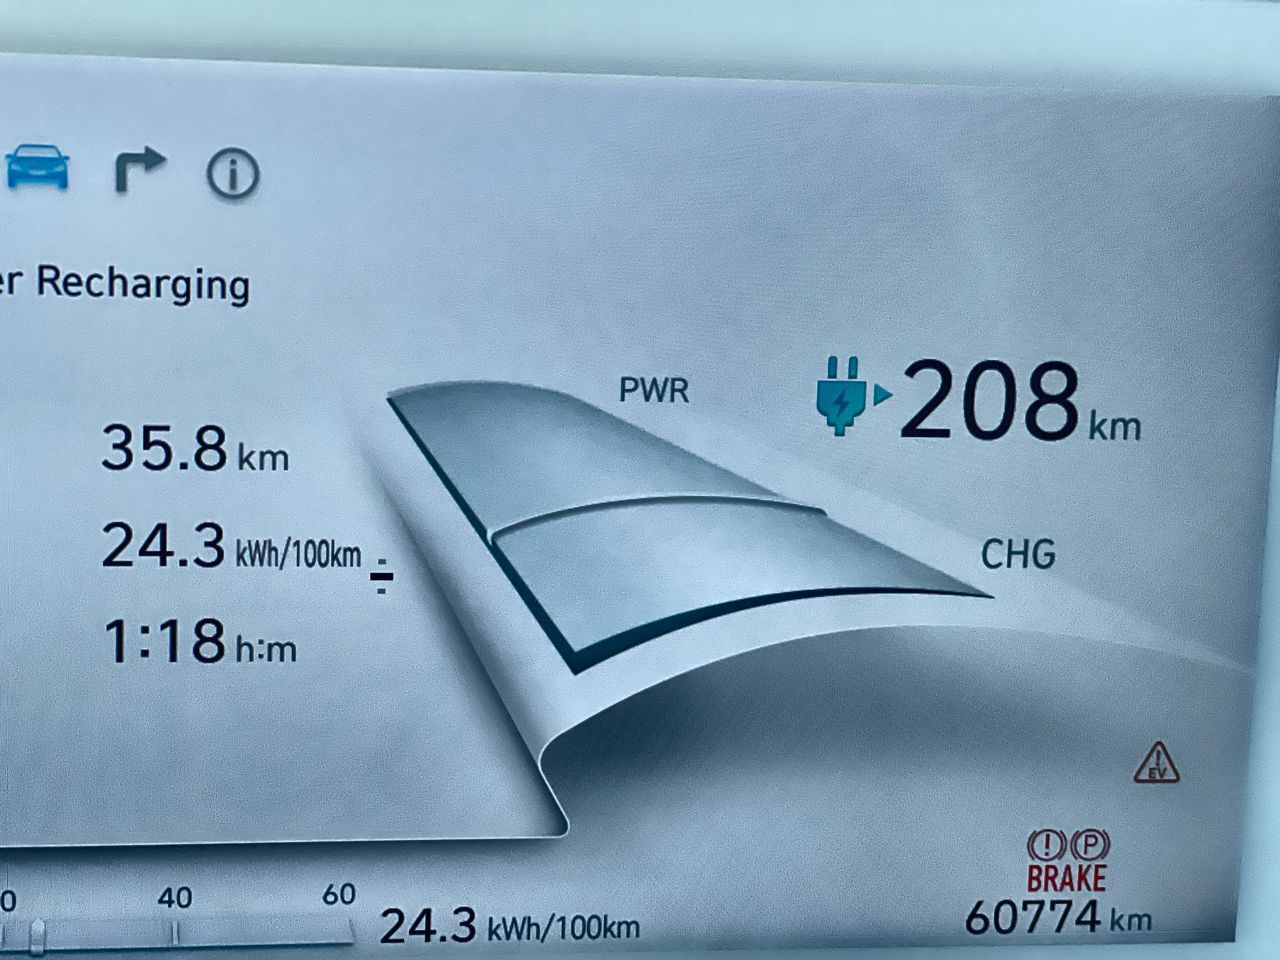 Recharging
PWR
208 km
35.8 km
CHG
24.3 kWh/100km
1:18 h:m
EV
P
BRAKE
40
60
24.3 kWh/100km
60774 km